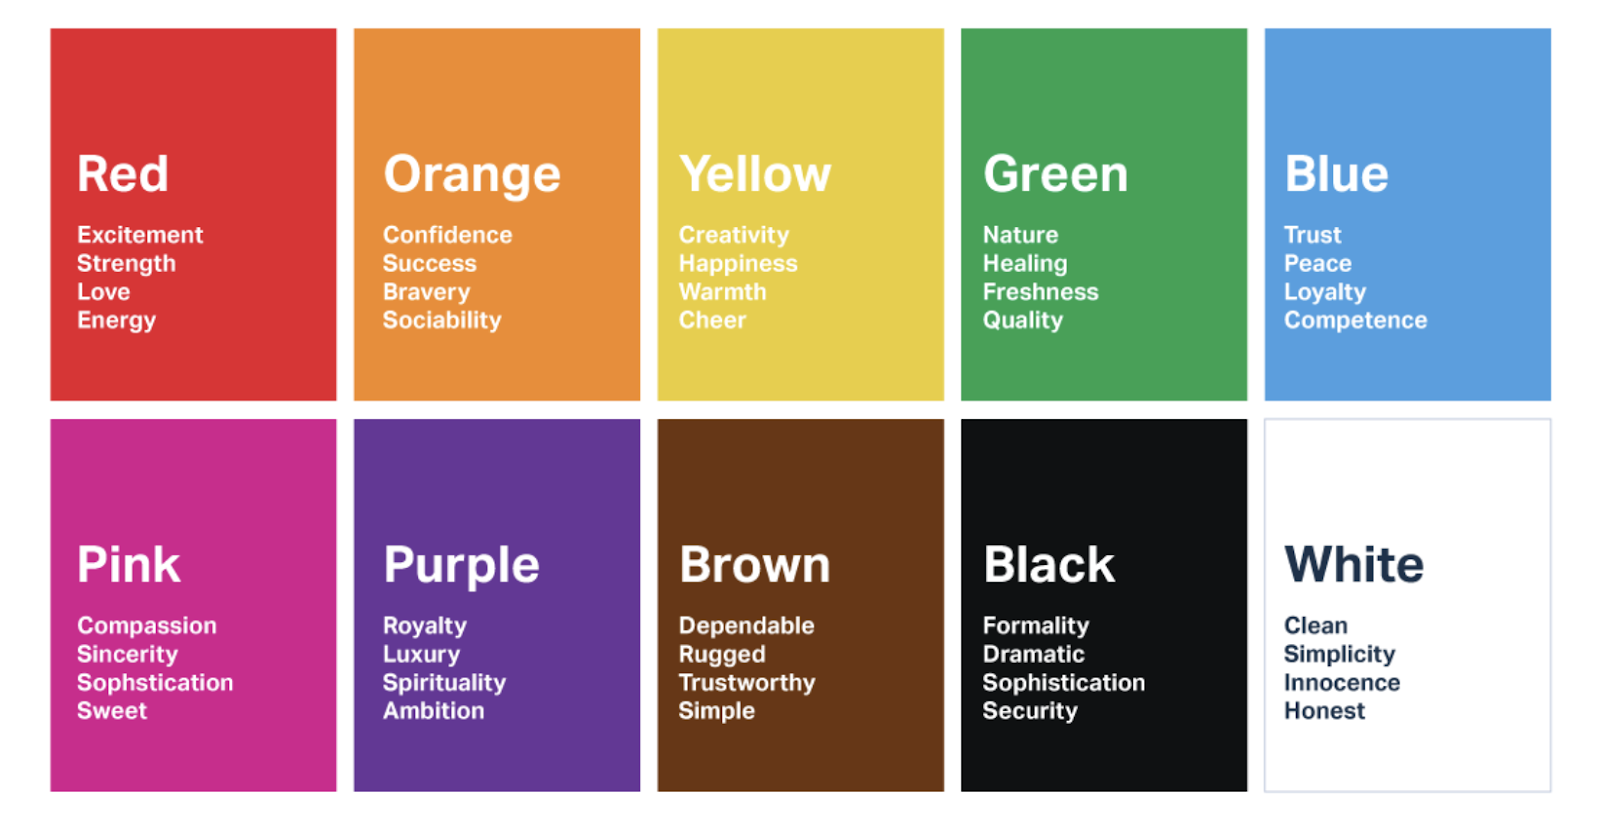 Red
Excitement
Strength
Love
Energy
Orange
Confidence
Success
Bravery
Sociability
Yellow
Creativity
Happiness
Warmth
Cheer
Green
Nature
Healing
Freshness
Quality
Blue
Trust
Peace
Loyalty
Competence
Pink
Compassion
Sincerity
Sophstication
Sweet
Purple
Royalty
Luxury
Spirituality
Ambition
Brown
Dependable
Rugged
Trustworthy
Simple
Black
Formality
Dramatic
Sophistication
Security
White
Clean
Simplicity
Innocence
Honest